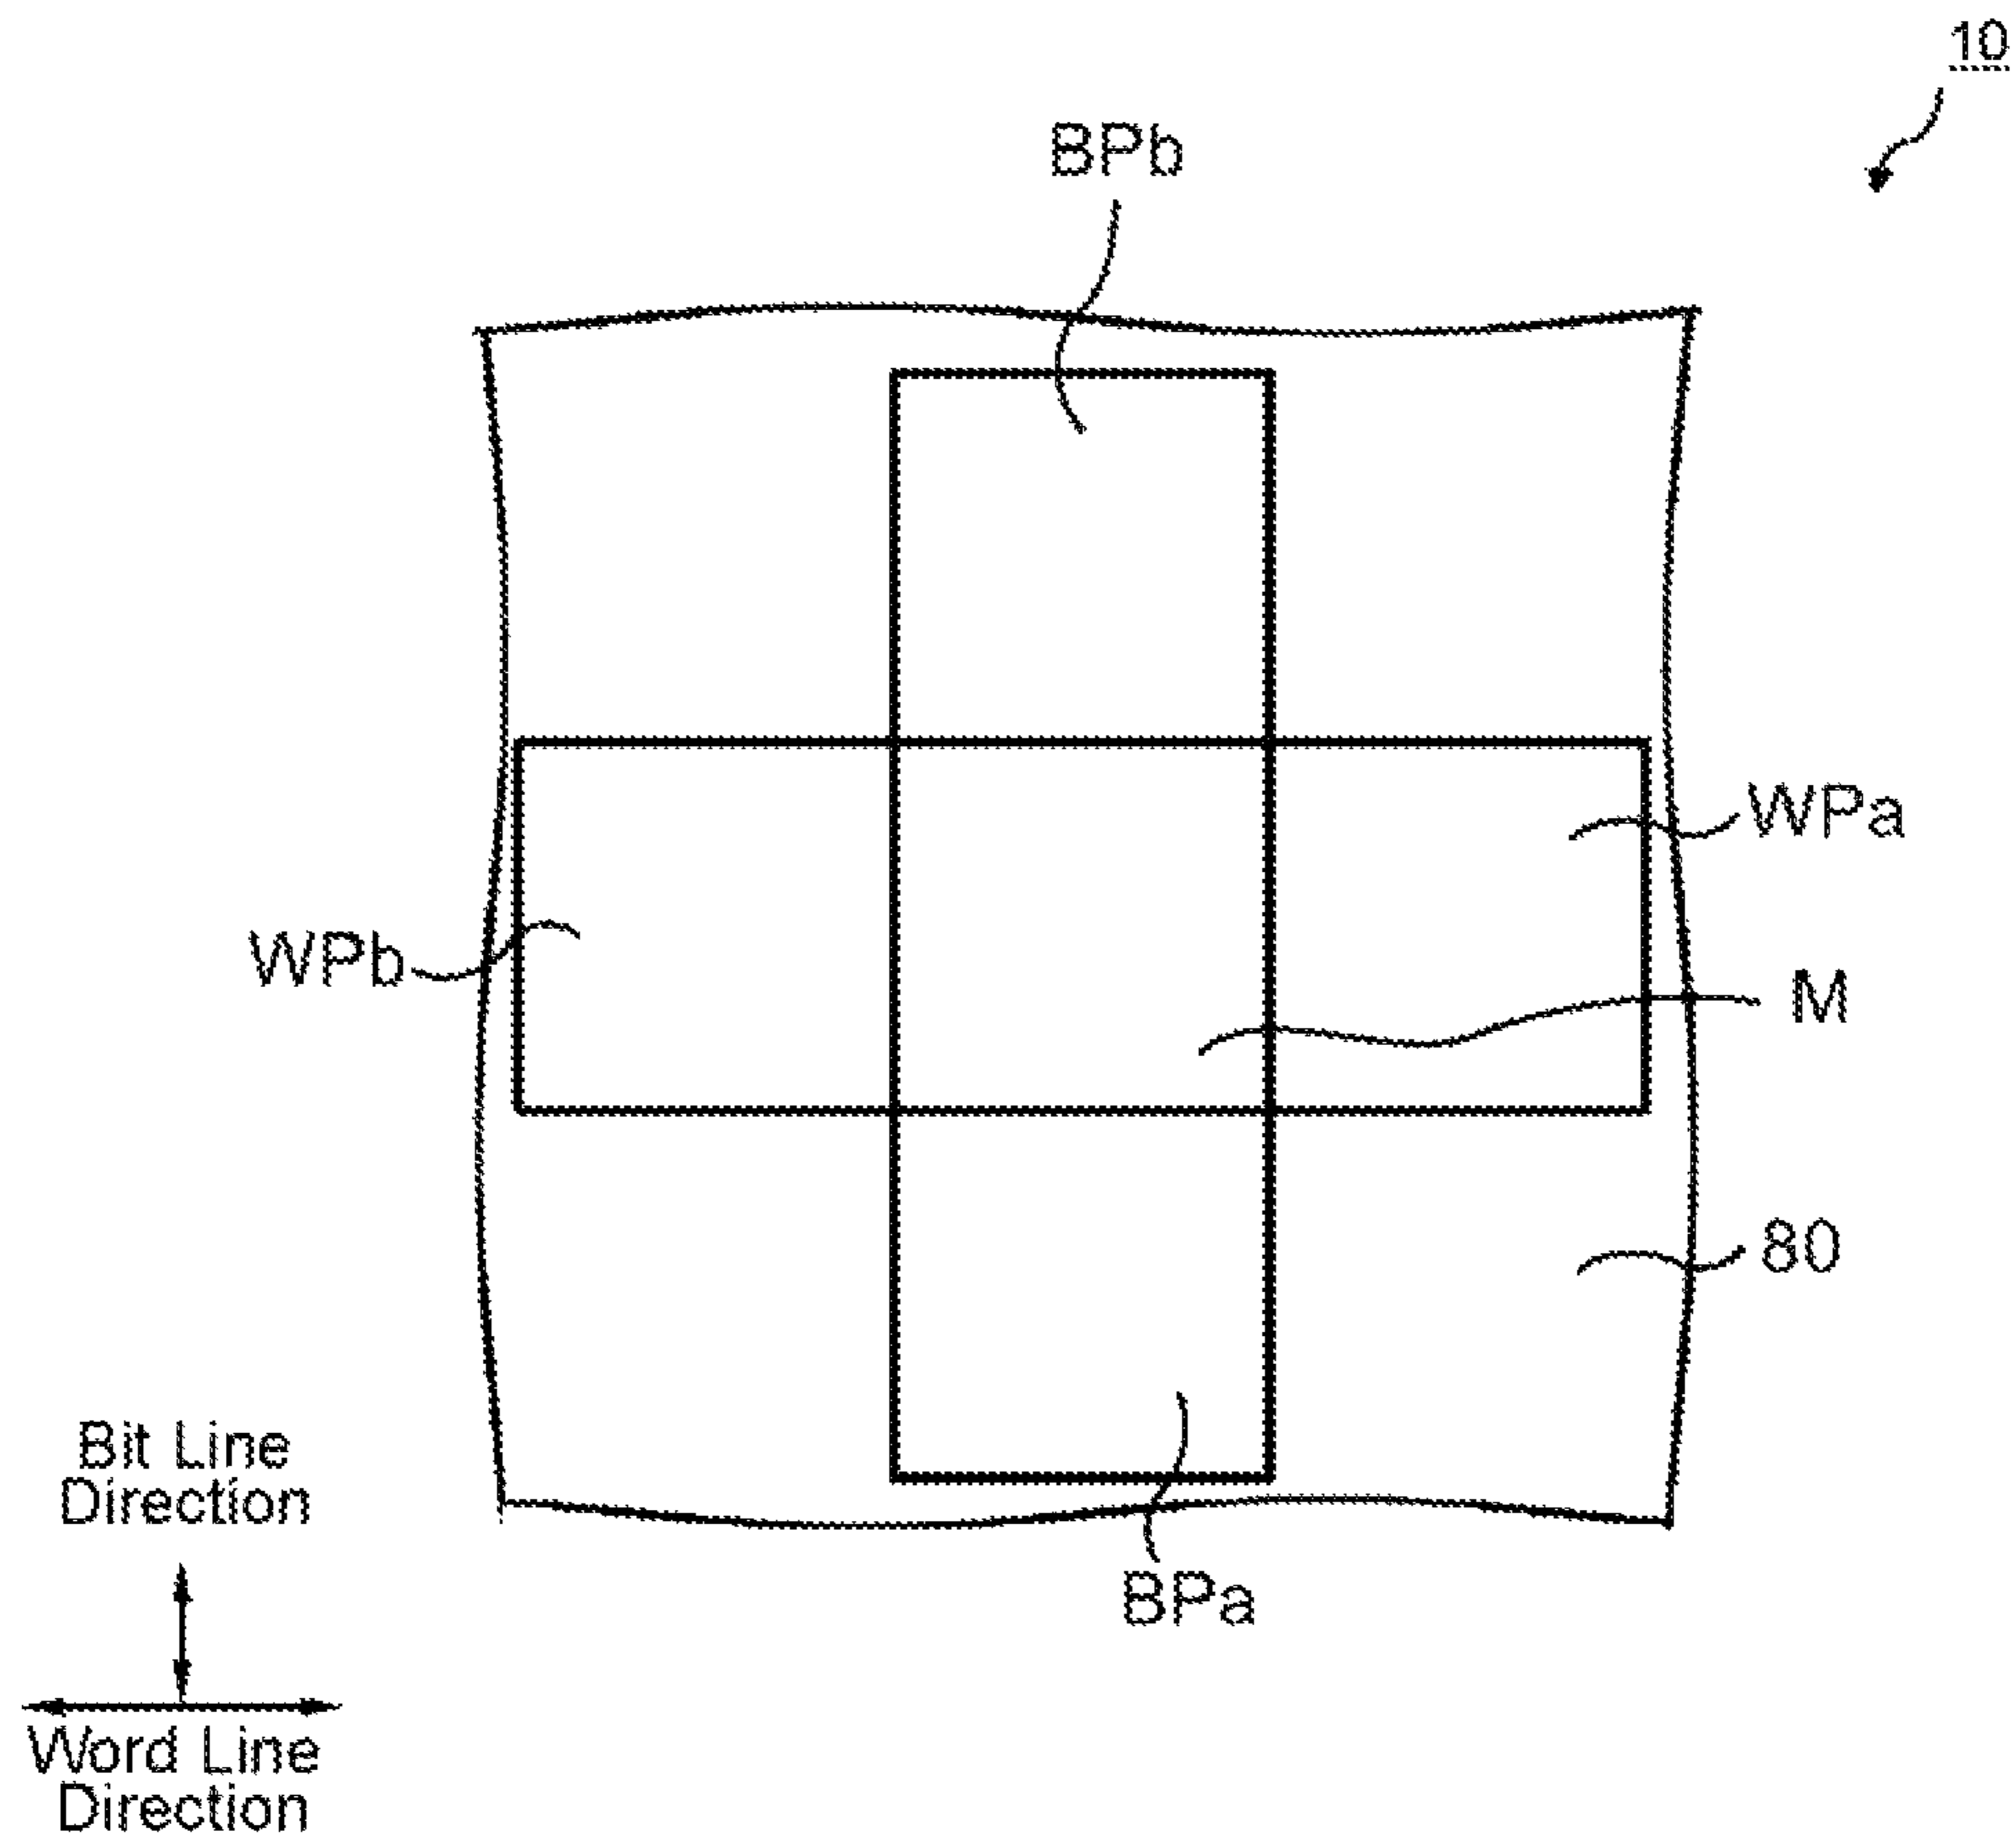 10
BPb
WPa
WPb
M
80
Bit Line
Direction
BPa
Word Line
Direction